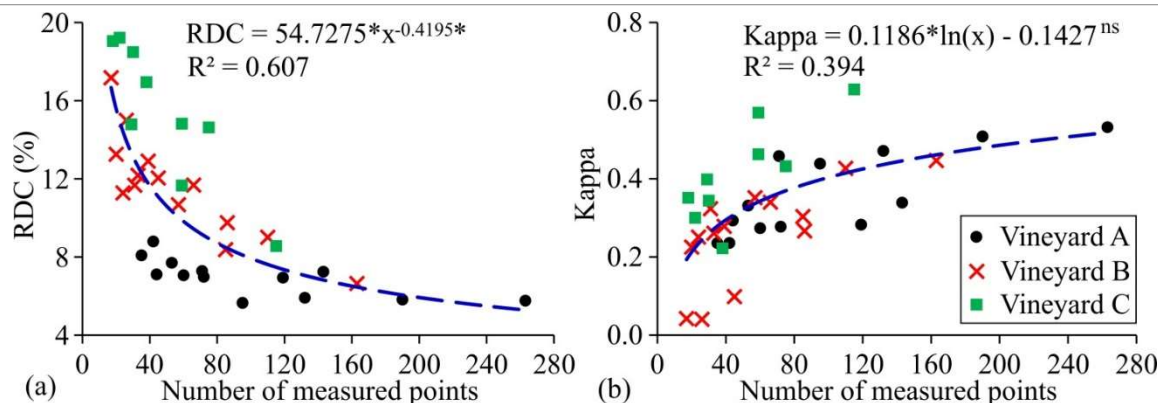 20
16
12
8
4
RDC (%)
RDC = 54.7275*x^-0.4195*
R² = 0.607
0 40 80 120 160 200 240 280
(a) Number of measured points
0.8
0.6
0.4
0.2
0.0
Kappa
Kappa = 0.1186*ln(x) - 0.1427 ns
R² = 0.394
Vineyard A
Vineyard B
Vineyard C
0 40 80 120 160 200 240 280
(b) Number of measured points